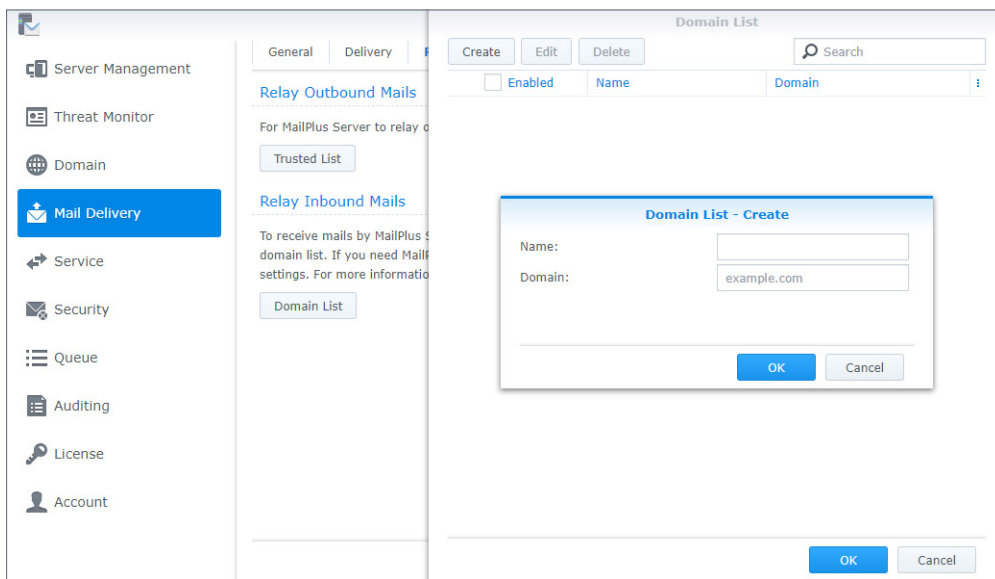 Domain List
General
Delivery
Create
Edit
Delete
Search
Enabled
Name
Domain
Server Management
Threat Monitor
Domain
Mail Delivery
Service
Security
Queue
Auditing
License
Account
Relay Outbound Mails
For MailPlus Server to relay
Trusted List
Relay Inbound Mails
To receive mails by MailPlus
domain list. If you need
settings. For more
Domain List
Domain List - Create
Name:
Domain:
example.com
OK
Cancel
OK
Cancel